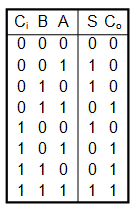 Ci B A S Co
0 0 0 0 0
0 0 1 1 0
0 1 0 1 0
0 1 1 0 1
1 0 0 1 0
1 0 1 0 1
1 1 0 0 1
1 1 1 1 1